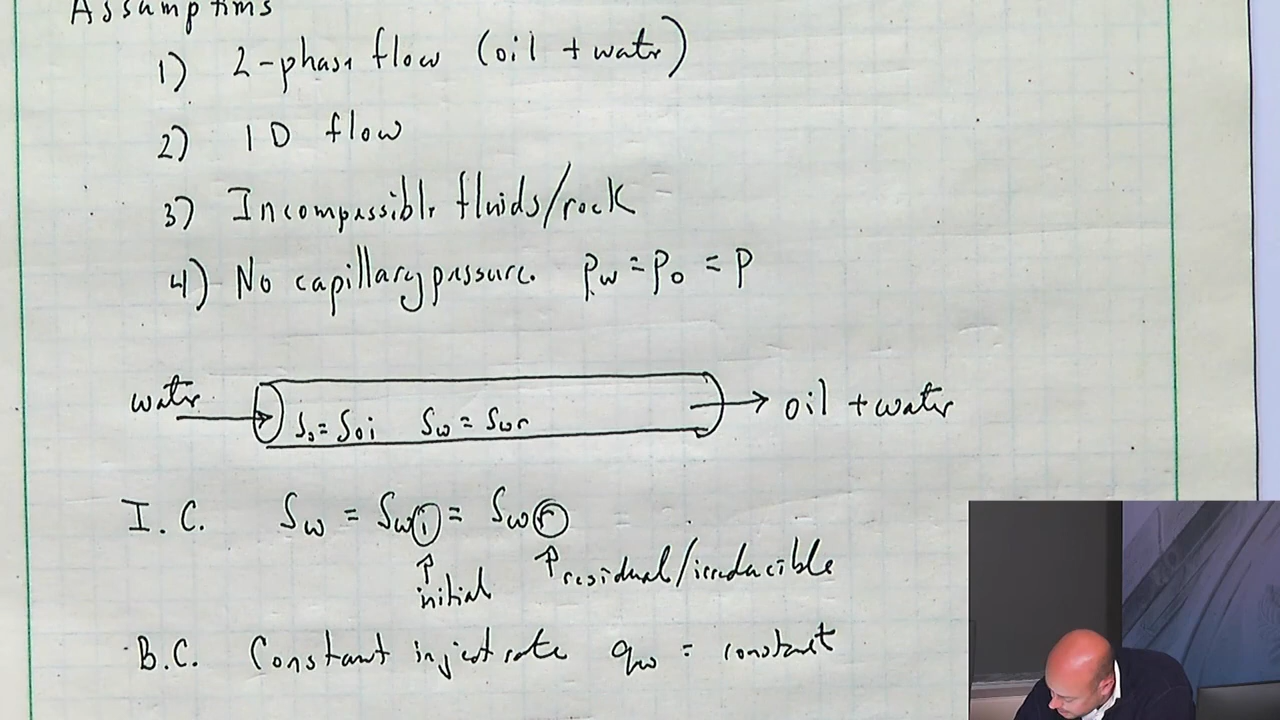 Assumptions
1) 2-phase flow (oil + water)
2) 1D flow
3) Incompressible fluids/rock
4) No capillary pressure. pw = po = p
water
So = Soi Sw = Swr
oil + water
I.C. Sw = Swi = Swr
initial
residual/irreducible
B.C. Constant inject rate qw = constant